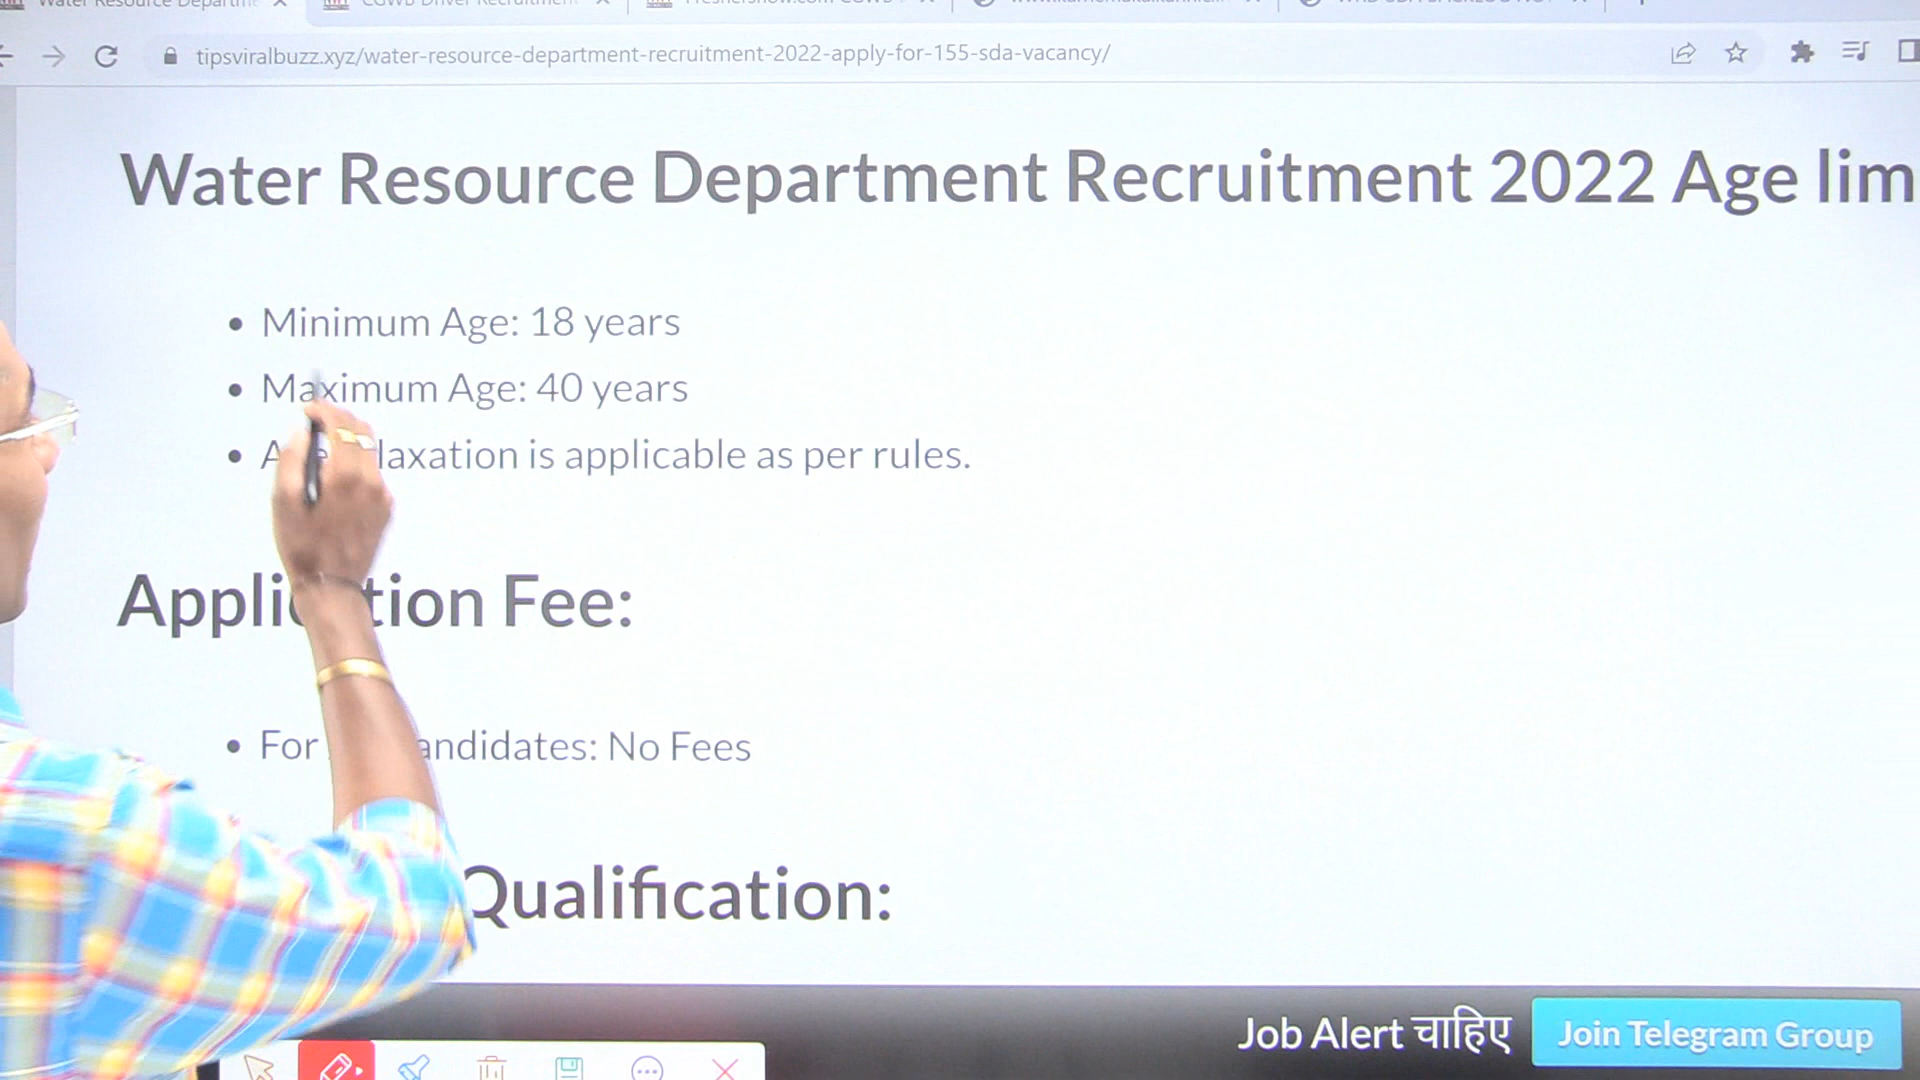 tipsviralbuzz.xyz/water-resource-department-recruitment-2022-apply-for-155-sda-vacancy/
Water Resource Department Recruitment 2022 Age lim
Minimum Age: 18 years
Maximum Age: 40 years
laxation is applicable as per rules.
Application Fee:
For andidates: No Fees
Qualification:
Job Alert चाहिए
Join Telegram Group